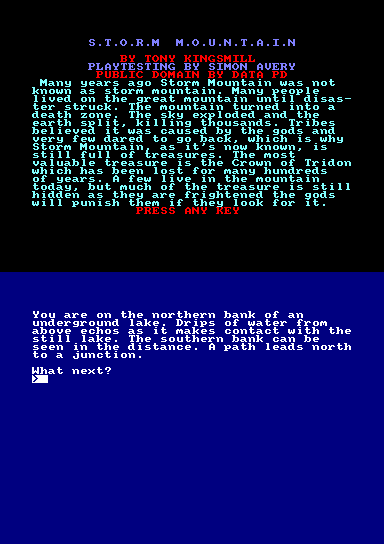 S.T.O.R.M M.O.U.N.T.A.I.N
BY TONY KINGSMILL
PLAYTESTING BY SIMON AVERY
PUBLIC DOMAIN BY DATA PD
Many years ago Storm Mountain was not
known as storm mountain. Many people
lived on the great mountain until disas-
ter struck. The mountain turned into a
death zone. The sky exploded and the
earth split, killing thousands. Tribes
believed it was caused by the gods and
very few dared to go back, which is why
Storm Mountain, as it's now known, is
still full of treasures. The most
valuable treasure is the Crown of Tridon
which has been lost for many hundreds
of years. A few live in the mountain
today, but much of the treasure is still
hidden as they are frightened the gods
will punish them if they look for it.
PRESS ANY KEY
You are on the northern bank of an
underground lake. Drips of water from
above echos as it makes contact with the
still lake. The southern bank can be
seen in the distance. A path leads north
to a junction.
What next?
>